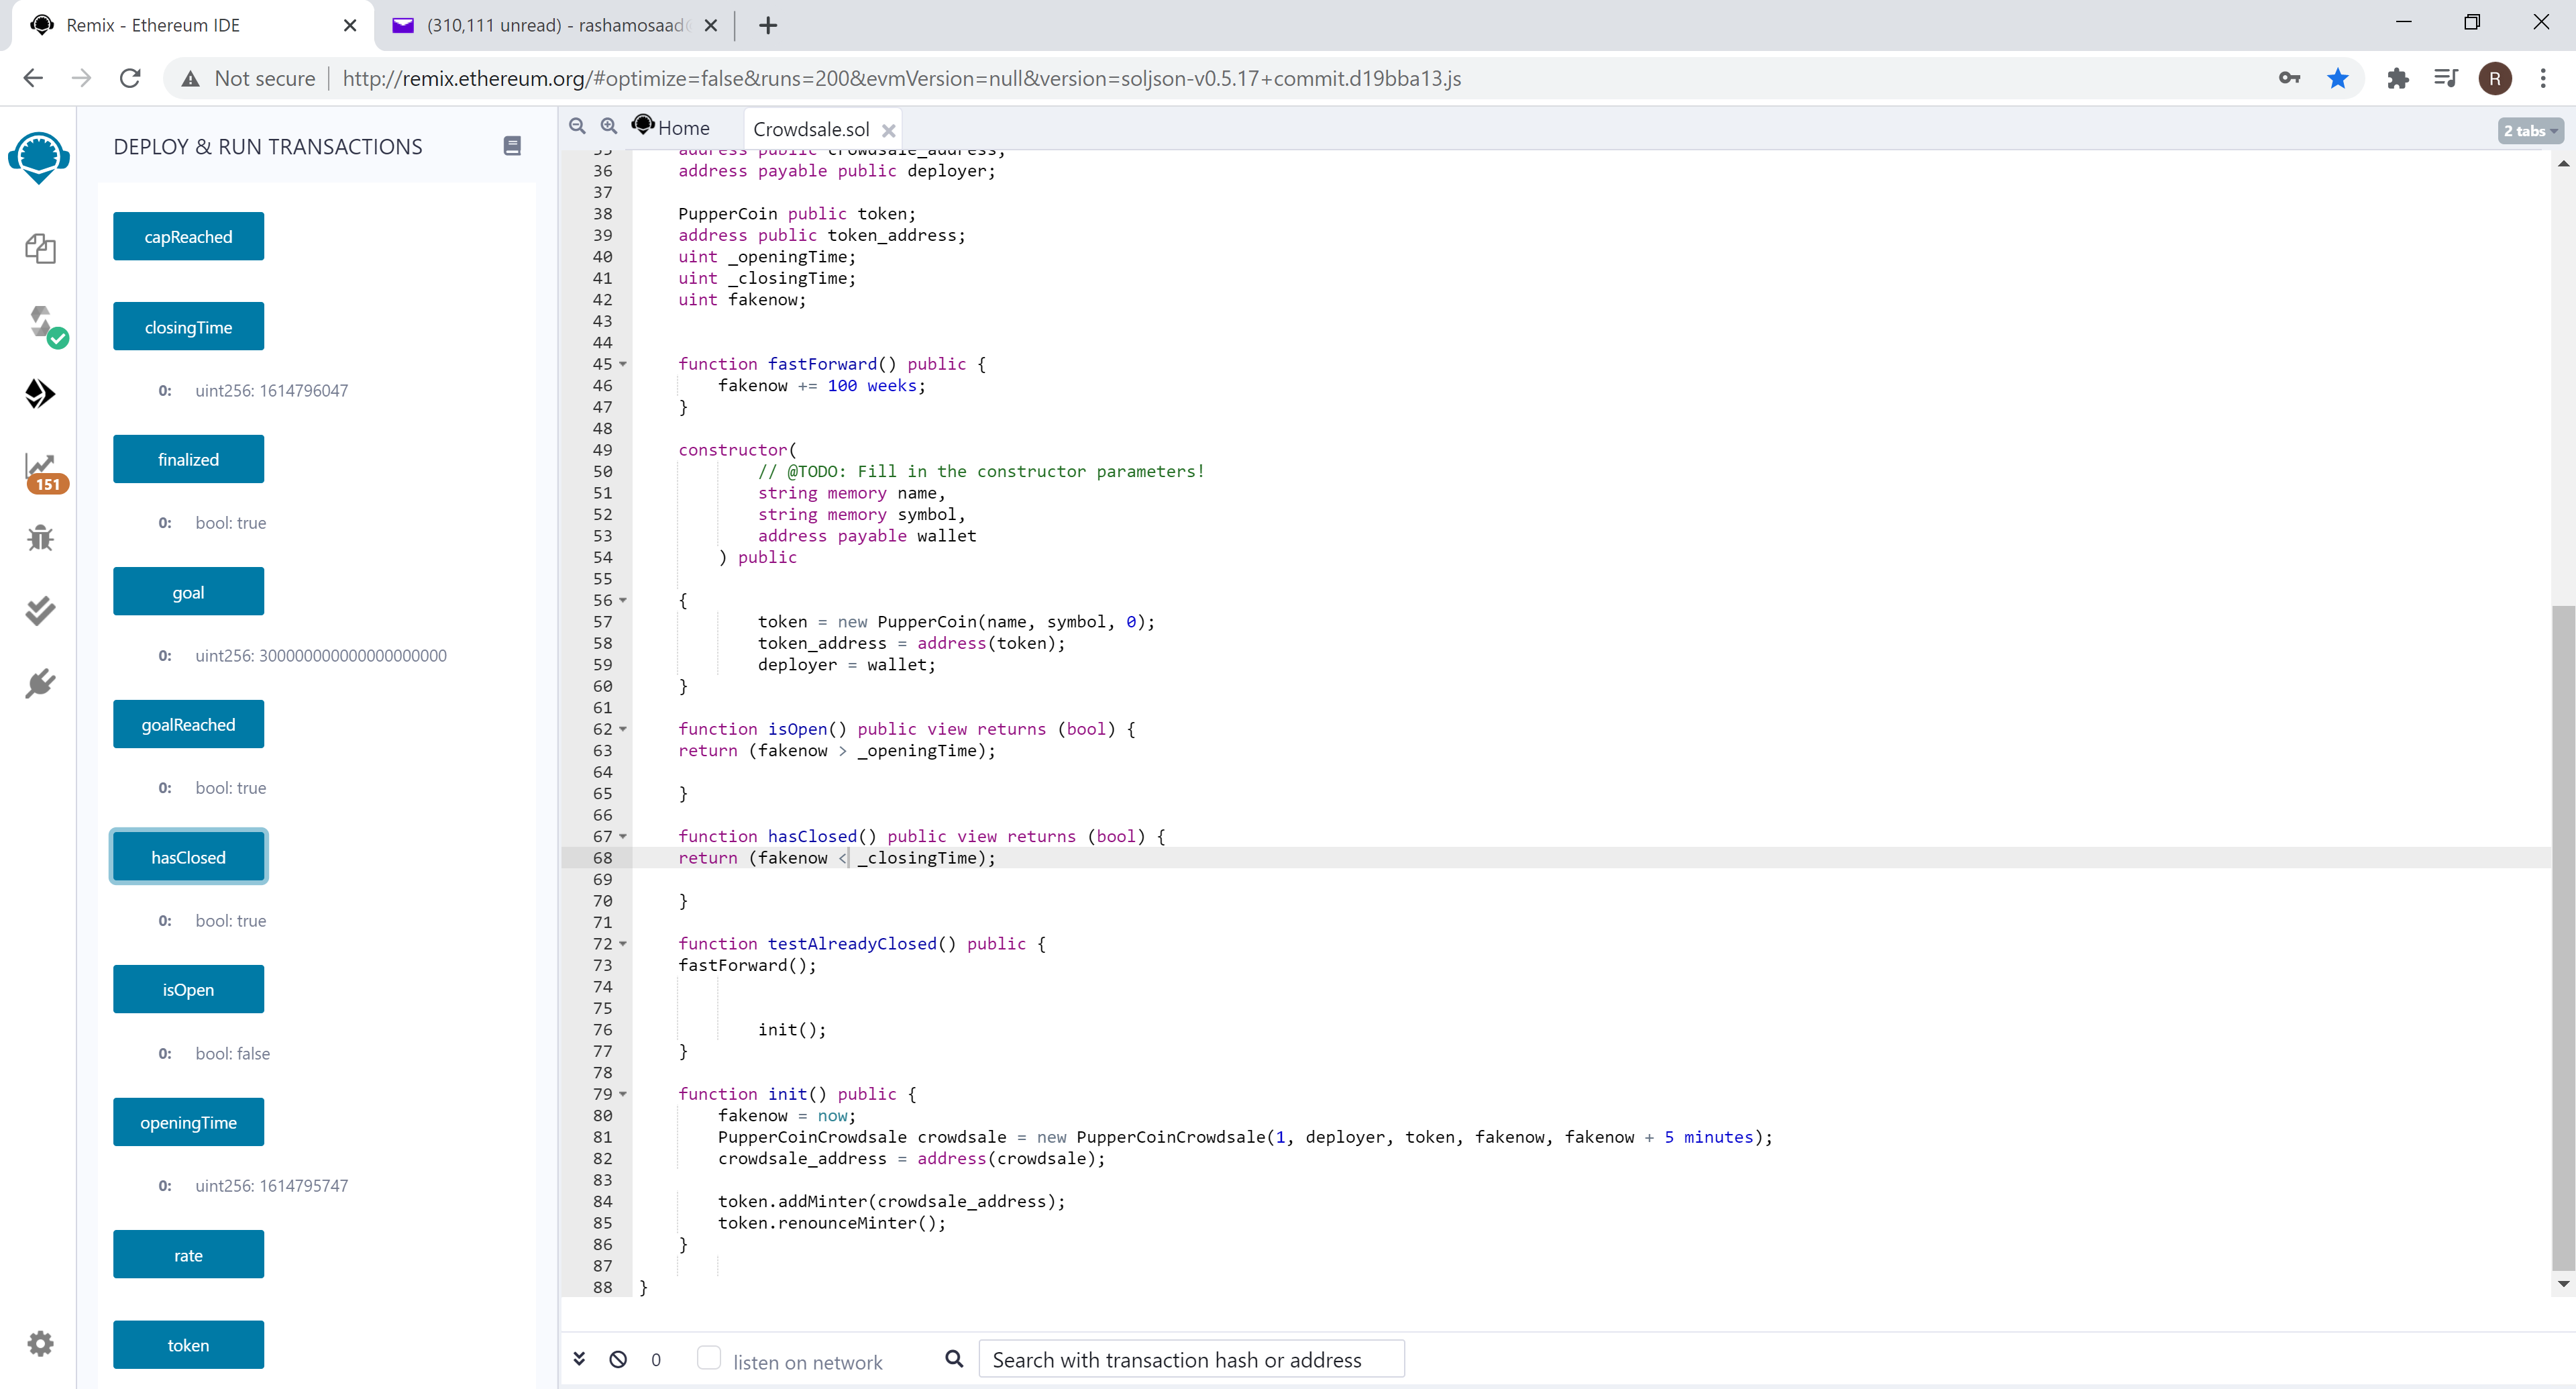 Remix - Ethereum IDE
(310,111 unread) - rashamosaad
Not secure
http://remix.ethereum.org/#optimize=false&runs=200&evmVersion=null&version=soljson-v0.5.17+commit.d19bba13.js
R
DEPLOY & RUN TRANSACTIONS
capReached
closingTime
0: uint256: 1614796047
finalized
0: bool: true
goal
0: uint256: 300000000000000000000
goalReached
0: bool: true
hasClosed
0: bool: true
isOpen
0: bool: false
openingTime
0: uint256: 1614795747
rate
token
151
Home
Crowdsale.sol
2 tabs
35 address public crowdsale_address;
36 address payable public deployer;
37
38 PupperCoin public token;
39 address public token_address;
40 uint _openingTime;
41 uint _closingTime;
42 uint fakenow;
43
44
45 function fastForward() public {
46 fakenow += 100 weeks;
47 }
48
49 constructor(
50 // @TODO: Fill in the constructor parameters!
51 string memory name,
52 string memory symbol,
53 address payable wallet
54 ) public
55
56 {
57 token = new PupperCoin(name, symbol, 0);
58 token_address = address(token);
59 deployer = wallet;
60 }
61
62 function isOpen() public view returns (bool) {
63 return (fakenow > _openingTime);
64
65 }
66
67 function hasClosed() public view returns (bool) {
68 return (fakenow < _closingTime);
69
70 }
71
72 function testAlreadyClosed() public {
73 fastForward();
74
75
76 init();
77 }
78
79 function init() public {
80 fakenow = now;
81 PupperCoinCrowdsale crowdsale = new PupperCoinCrowdsale(1, deployer, token, fakenow, fakenow + 5 minutes);
82 crowdsale_address = address(crowdsale);
83
84 token.addMinter(crowdsale_address);
85 token.renounceMinter();
86 }
87
88 }
0
listen on network
Search with transaction hash or address